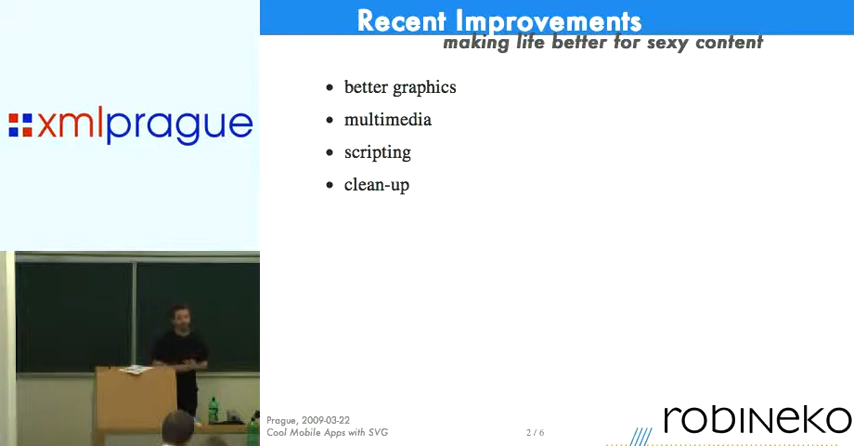 xmlprague
Recent Improvements
making life better for sexy content
better graphics
multimedia
scripting
clean-up
Prague, 2009-03-22
Cool Mobile Apps with SVG
2 / 6
robineko